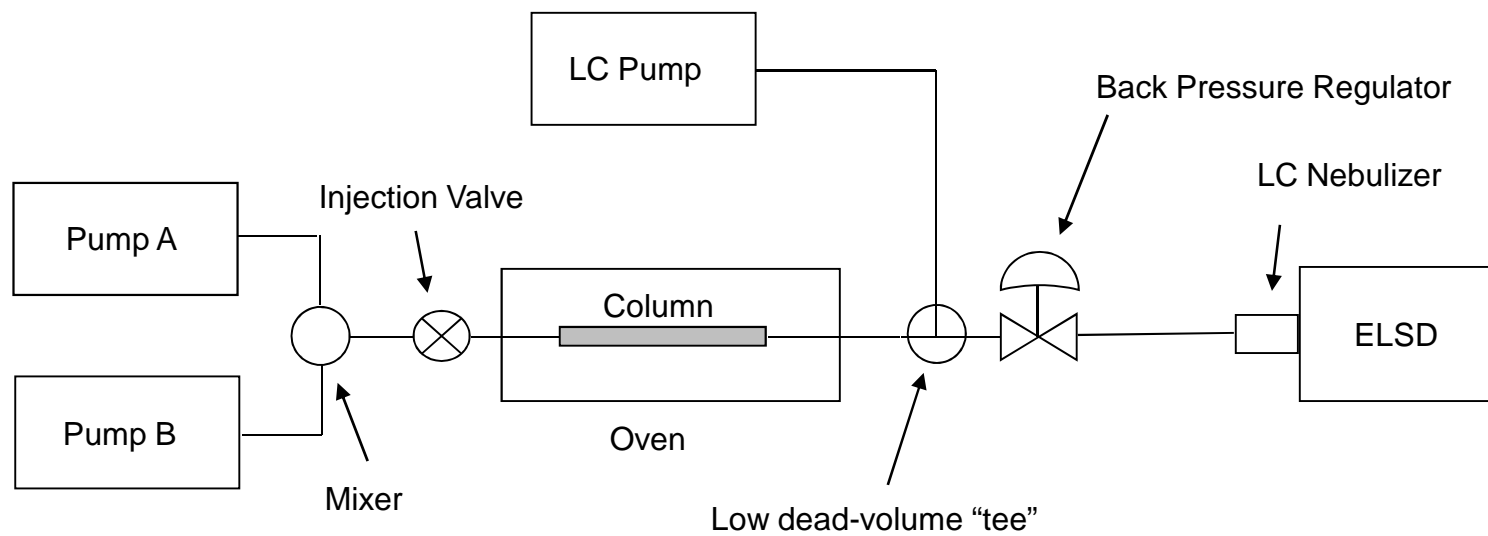 LC Pump
Back Pressure Regulator
LC Nebulizer
Injection Valve
Pump A
Column
ELSD
Pump B
Oven
Mixer
Low dead-volume “tee”